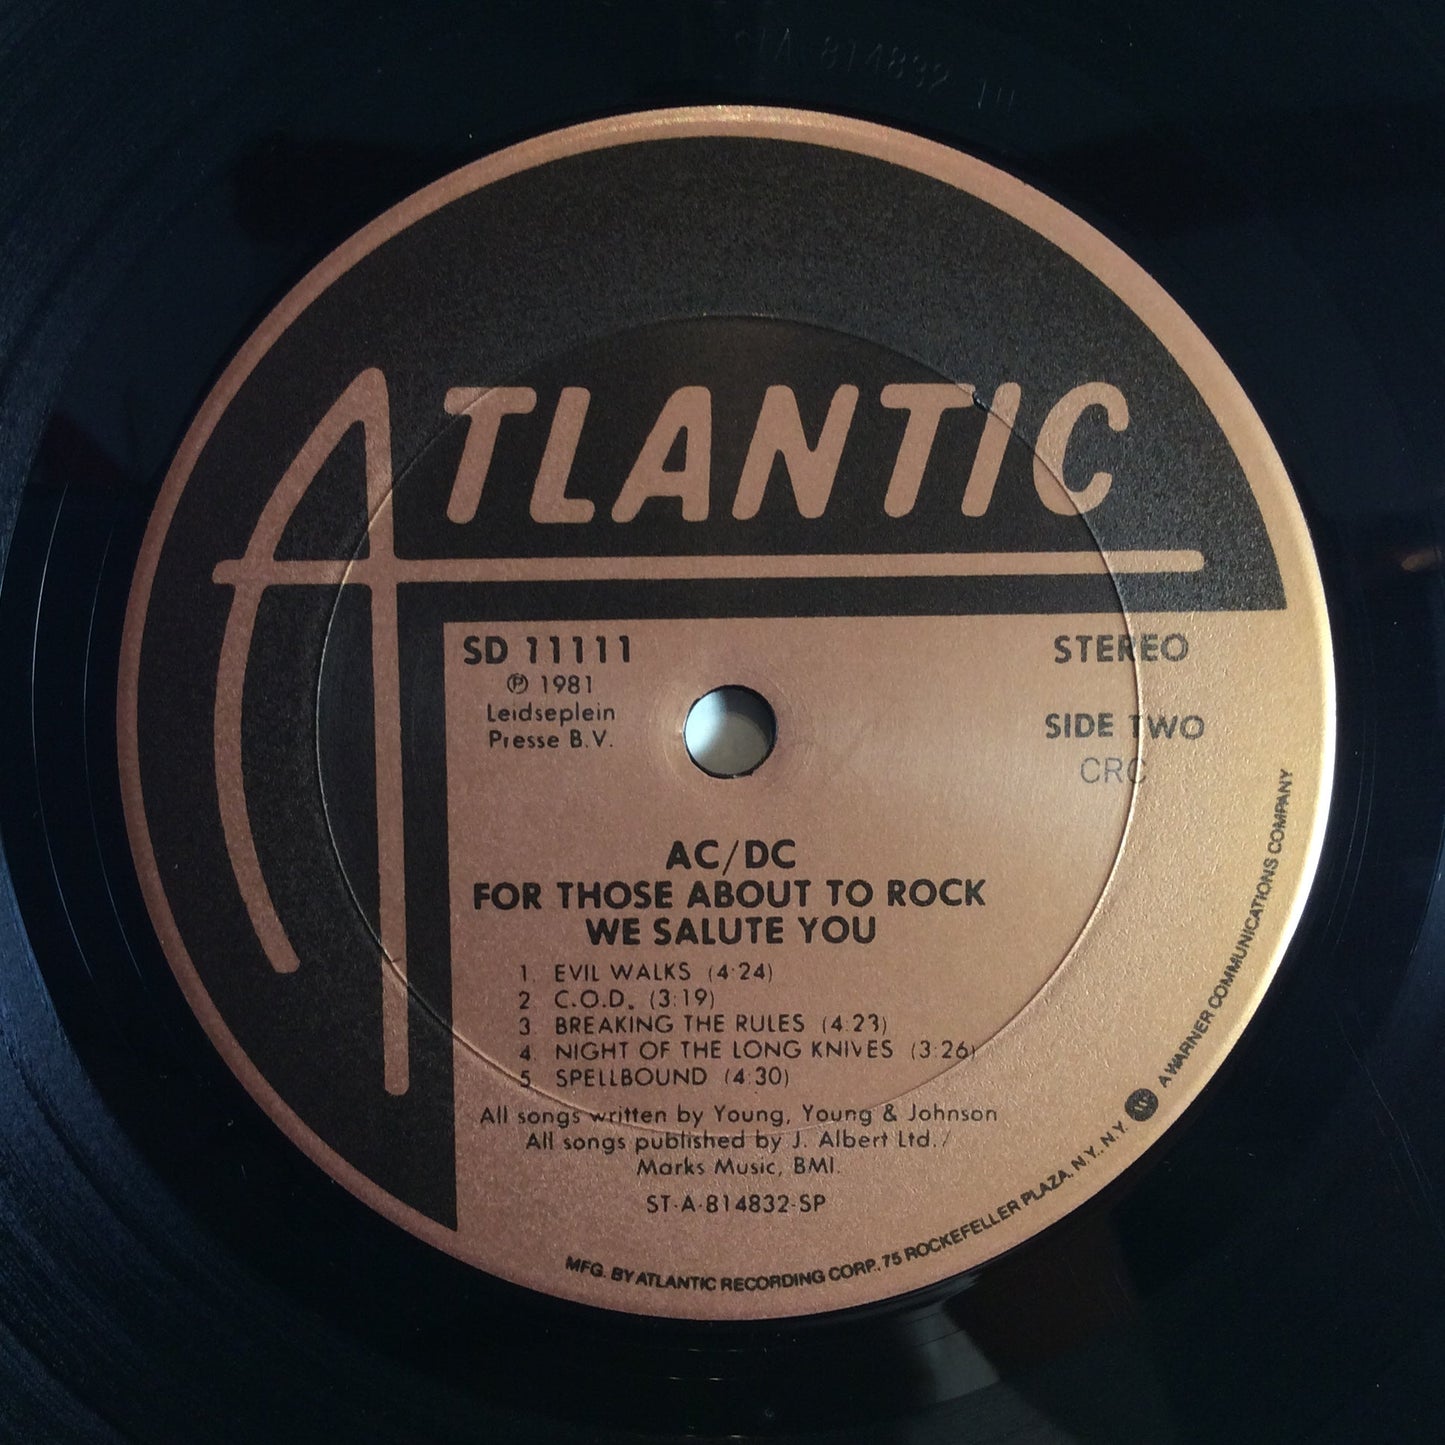 ATLANTIC
SD 11111
℗ 1981
Leidseplein
Presse B.V.
STEREO
SIDE TWO
CRC
AC/DC
FOR THOSE ABOUT TO ROCK
WE SALUTE YOU
1. EVIL WALKS (4:24)
2 C.O.D. (3:19)
3. BREAKING THE RULES (4:23)
4. NIGHT OF THE LONG KNIVES (3:26)
5 SPELLBOUND (4:30)
All songs written by Young, Young & Johnson
All songs published by J. Albert Ltd./
Marks Music, BMI.
ST-A-814832-SP
MFG. BY ATLANTIC RECORDING CORP., 75 ROCKEFELLER PLAZA, N.Y., N.Y. A WARNER COMMUNICATIONS COMPANY